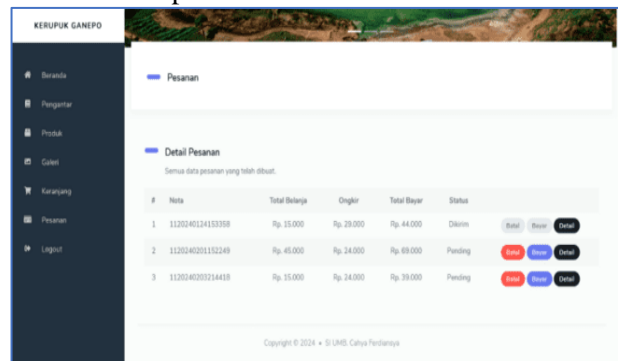 KERUPUK GANEPO
Beranda
Pengantar
Produk
Galeri
Keranjang
Pesanan
Logout
Pesanan
Detail Pesanan
Semua data pesanan yang telah dibuat.
# Nota Total Belanja Ongkir Total Bayar Status
1 1120240124153358 Rp. 15.000 Rp. 29.000 Rp. 44.000 Dikirim Batal Bayar Detail
2 1120240201152249 Rp. 45.000 Rp. 24.000 Rp. 69.000 Pending Batal Bayar Detail
3 1120240203214418 Rp. 15.000 Rp. 24.000 Rp. 39.000 Pending Batal Bayar Detail
Copyright © 2024 • SI UMB. Cahya Ferdiansya